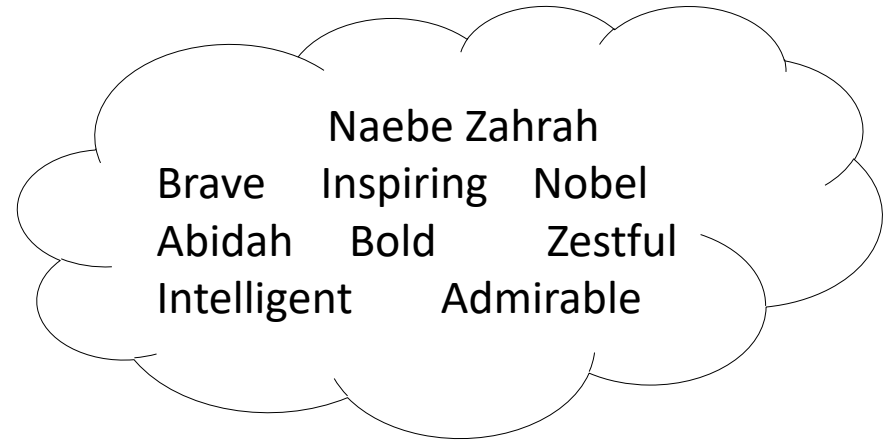 Naebe Zahrah
Brave Inspiring Nobel
Abidah Bold Zestful
Intelligent Admirable